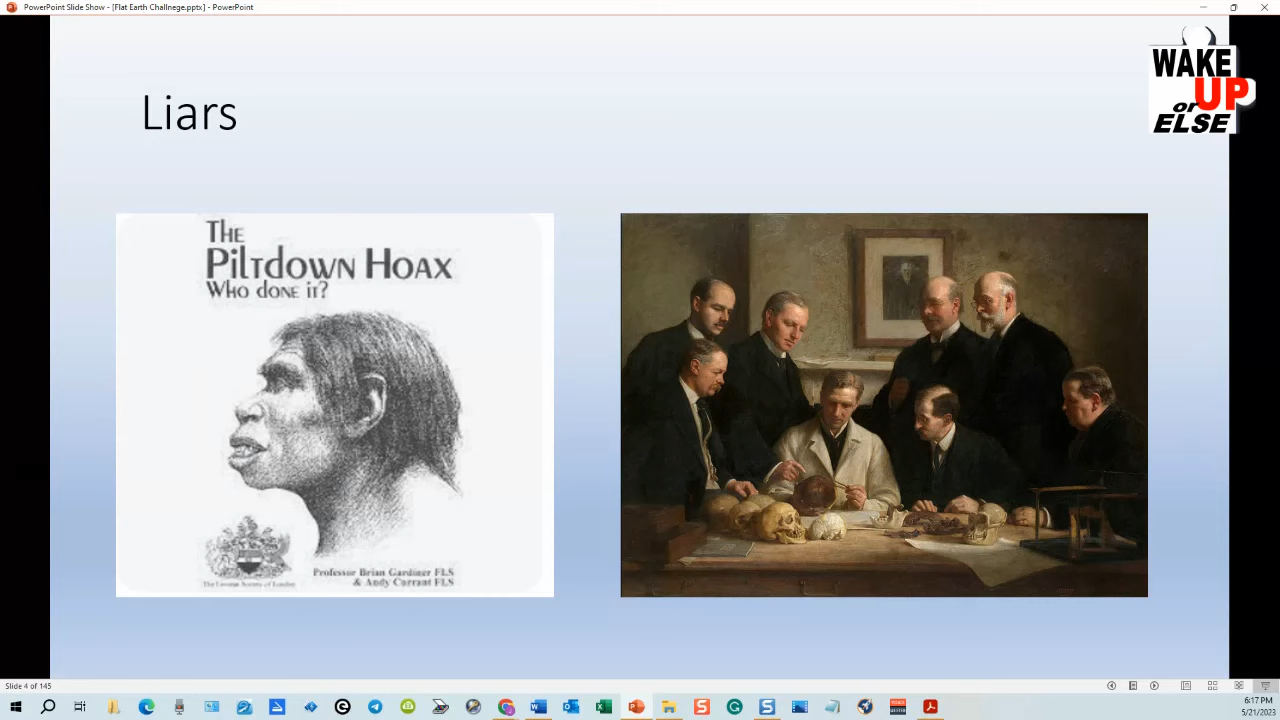 PowerPoint Slide Show - [Flat Earth Challnege.pptx] - PowerPoint
WAKE
UP
or
ELSE
Liars
THE
PILTDOWN HOAX
WHO DONE IT?
Professor Brian Gardiner FLS
& Andy Currant FLS
The Linnean Society of London
Slide 4 of 145
6:17 PM
5/21/2023